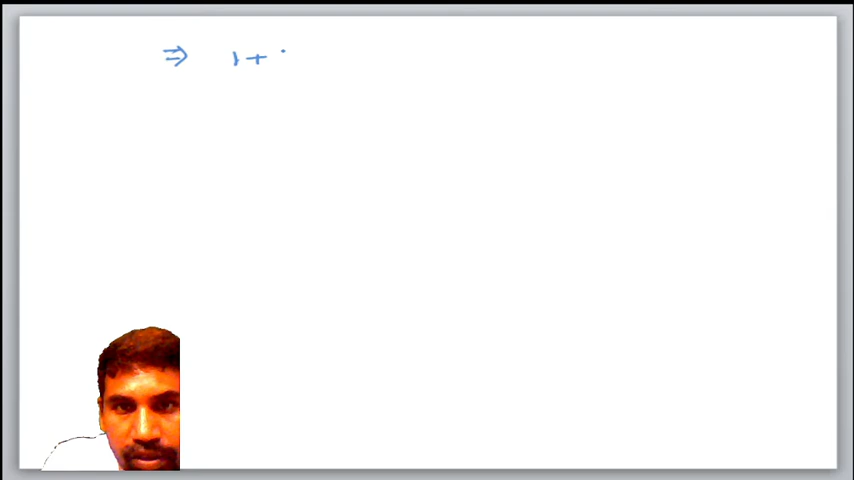 ⇒ 1 +